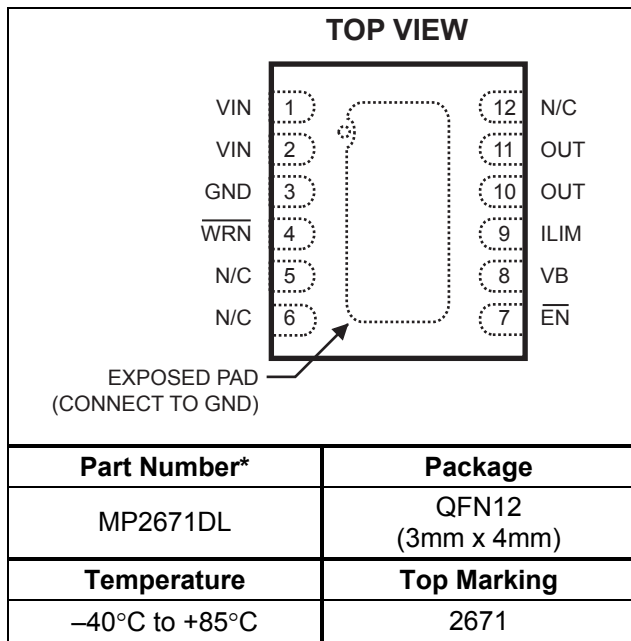 TOP VIEW
VIN 1 12 N/C
VIN 2 11 OUT
GND 3 10 OUT
WRN 4 9 ILIM
N/C 5 8 VB
N/C 6 7 EN
EXPOSED PAD
(CONNECT TO GND)
Part Number* Package
MP2671DL QFN12
(3mm x 4mm)
Temperature Top Marking
–40°C to +85°C 2671